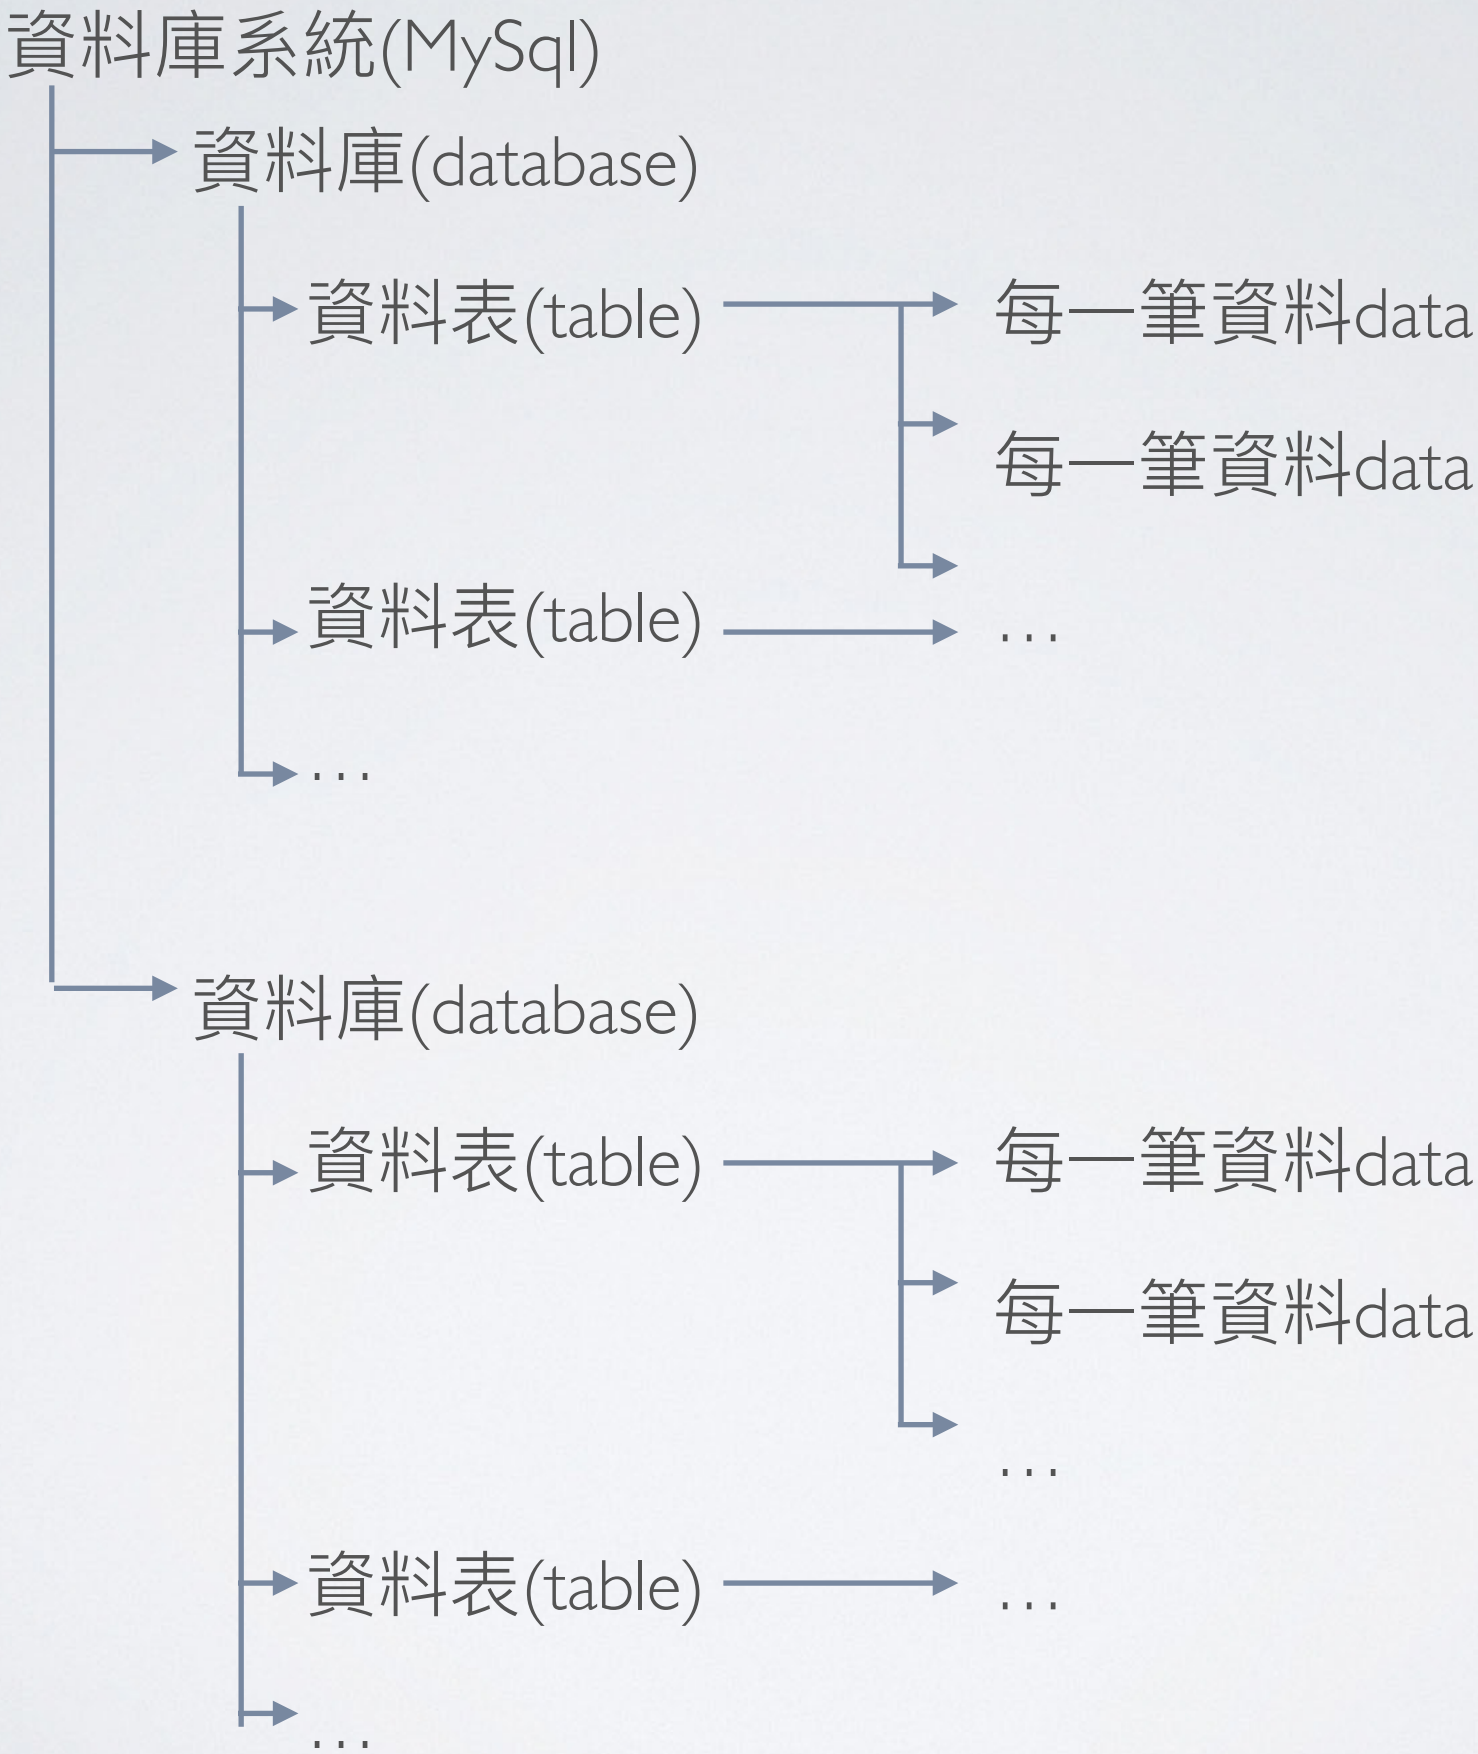 資料庫系統(MySql)
資料庫(database)
資料表(table) 每一筆資料data
每一筆資料data
資料表(table) ...
...
資料庫(database)
資料表(table) 每一筆資料data
每一筆資料data
...
資料表(table) ...
...